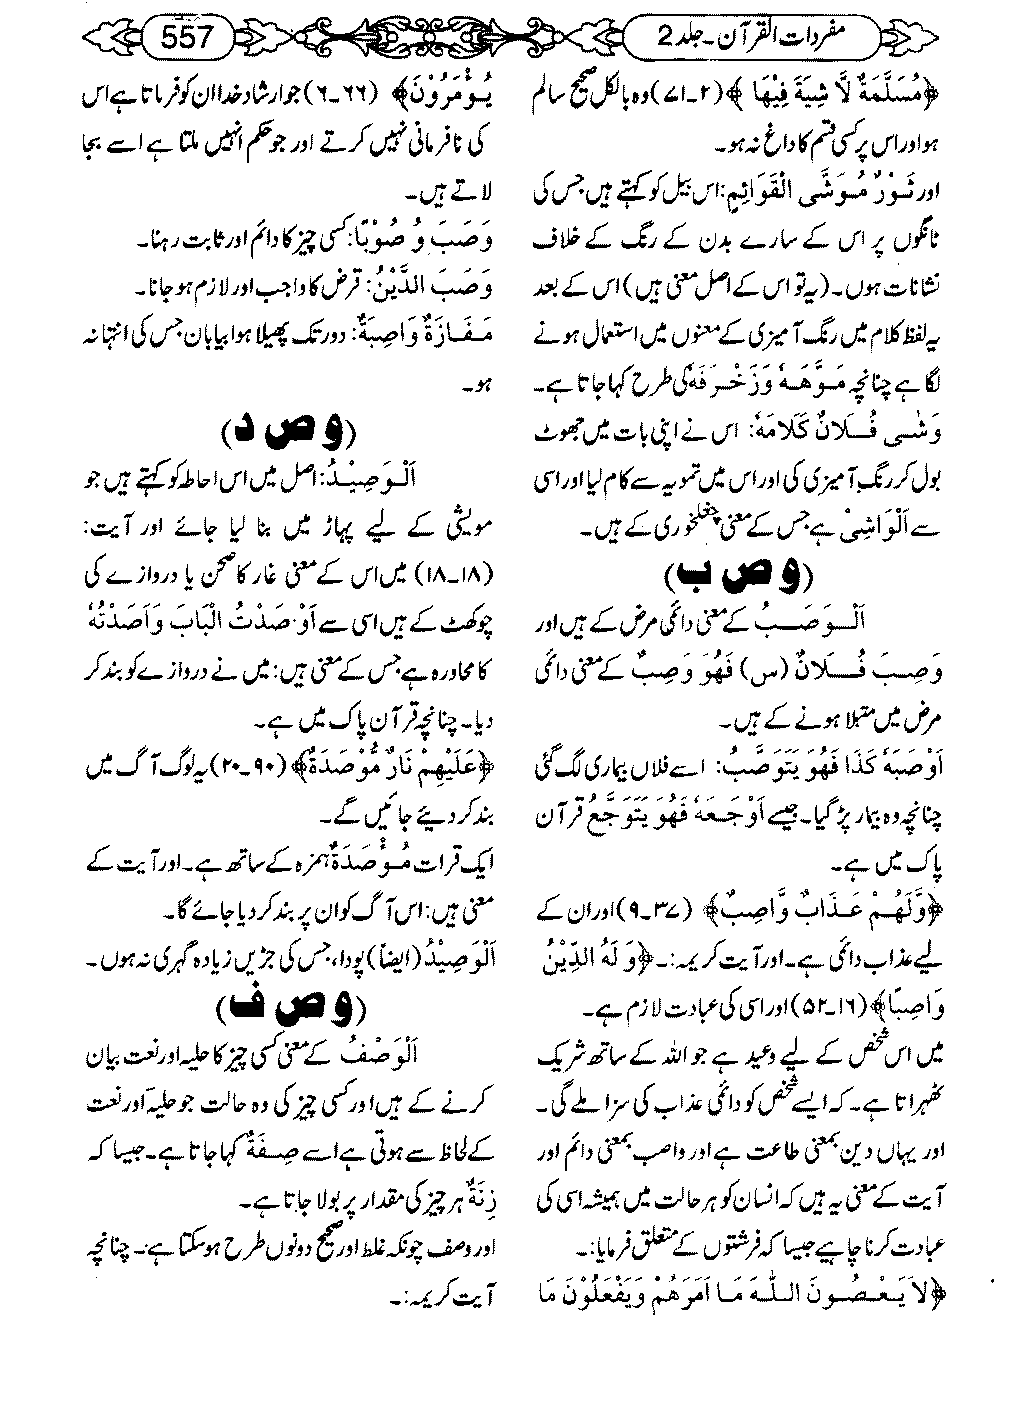 مفردات القرآن ۔ جلد 2
557
﴿مُسَلَّمَةٌ لَّا شِيَةَ فِيْهَا﴾ (۲۔۷۱) وہ بالکل صحیح سالم
ہو اور اس پر کسی قسم کا داغ نہ ہو۔
اور ثَوْرٌ مُوَشَّى الْقَوَائِمِ: اس بیل کو کہتے ہیں جس کی
ٹانگوں پر اس کے سارے بدن کے رنگ کے خلاف
نشانات ہوں۔ (یہ تو اس کے اصل معنی ہیں) اس کے بعد
یہ لفظ کلام میں رنگ آمیزی کے معنوں میں استعمال ہونے
لگا ہے چنانچہ مَوَّهَهٗ وَزَخْرَفَهٗ کی طرح کہا جاتا ہے۔
وَشٰى فُلَانٌ كَلَامَهٗ: اس نے اپنی بات میں جھوٹ
بول کر رنگ آمیزی کی اور اس میں تمویہ سے کام لیا اور اسی
سے اَلْوَاشِيْ ہے جس کے معنی چغلخوری کے ہیں۔
(و ص ب)
اَلْوَصَبُ کے معنی دائمی مرض کے ہیں اور
وَصِبَ فُلَانٌ (س) فَهُوَ وَصِبٌ کے معنی دائمی
مرض میں مبتلا ہونے کے ہیں۔
اَوْصَبَهٗ كَذَا فَهُوَ يَتَوَصَّبُ: اسے فلاں بیماری لگ گئی
چنانچہ وہ بیمار پڑ گیا۔ جیسے اَوْجَعَهٗ فَهُوَ يَتَوَجَّعُ قرآن
پاک میں ہے۔
﴿وَّلَهُمْ عَذَابٌ وَّاصِبٌ﴾ (۳۷۔۹) اور ان کے
لیے عذاب دائمی ہے۔ اور آیت کریمہ:۔ ﴿وَلَهُ الدِّيْنُ
وَاصِبًا﴾ (۱۶۔۵۲) اور اسی کی عبادت لازم ہے۔
میں اس شخص کے لیے وعید ہے جو اللہ کے ساتھ شریک
ٹھہراتا ہے۔ کہ ایسے شخص کو دائمی عذاب کی سزا ملے گی۔
اور یہاں دین بمعنی طاعت ہے اور واصب بمعنی دائم اور
آیت کے معنی یہ ہیں کہ انسان کو ہر حالت میں ہمیشہ اسی کی
عبادت کرنا چاہیے جیسا کہ فرشتوں کے متعلق فرمایا:۔
﴿لَا يَعْصُونَ اللّٰهَ مَا اَمَرَهُمْ وَيَفْعَلُوْنَ مَا
يُؤْمَرُوْنَ﴾ (۶۶۔۶) جو ارشاد خدا ان کو فرماتا ہے اس
کی نافرمانی نہیں کرتے اور جو حکم انہیں ملتا ہے اسے بجا
لاتے ہیں۔
وَصَبَ وُصُوْبًا: کسی چیز کا دائم اور ثابت رہنا۔
وَصَبَ الدَّيْنُ: قرض کا واجب اور لازم ہو جانا۔
مَفَازَةٌ وَاصِبَةٌ: دور تک پھیلا ہوا بیابان جس کی انتہا نہ
ہو۔
(و ص د)
اَلْوَصِيْدُ: اصل میں اس احاطہ کو کہتے ہیں جو
مویشی کے لیے پہاڑ میں بنا لیا جائے اور آیت:
(۱۸۔۱۸) میں اس کے معنی غار کا صحن یا دروازے کی
چوکھٹ کے ہیں اسی سے اَوْصَدْتُ الْبَابَ وَاٰصَدْتُهٗ
کا محاورہ ہے جس کے معنی ہیں: میں نے دروازے کو بند کر
دیا۔ چنانچہ قرآن پاک میں ہے۔
﴿عَلَيْهِمْ نَارٌ مُّوْصَدَةٌ﴾ (۹۰۔۲۰) یہ لوگ آگ میں
بند کر دیئے جائیں گے۔
ایک قرات مُؤْصَدَةٌ ہمزہ کے ساتھ ہے۔ اور آیت کے
معنی ہیں: اس آگ کو ان پر بند کر دیا جائے گا۔
اَلْوَصِيْدُ (ایضاً) پودا، جس کی جڑیں زیادہ گہری نہ ہوں۔
(و ص ف)
اَلْوَصْفُ کے معنی کسی چیز کا حلیہ اور نعت بیان
کرنے کے ہیں اور کسی چیز کی وہ حالت جو حلیہ اور نعت
کے لحاظ سے ہوتی ہے اسے صِفَةٌ کہا جاتا ہے۔ جیسا کہ
زِنَةٌ ہر چیز کی مقدار پر بولا جاتا ہے۔
اور وصف چونکہ غلط اور صحیح دونوں طرح ہو سکتا ہے:۔ چنانچہ
آیت کریمہ:۔